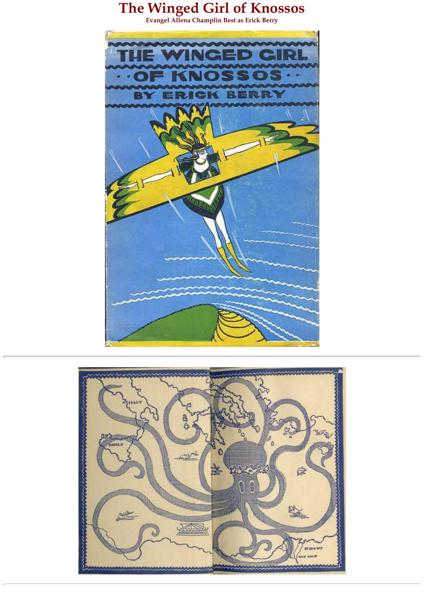 The Winged Girl of Knossos
Evangel Allena Champlin Best as Erick Berry
THE WINGED GIRL
··OF KNOSSOS··
BY ERICK BERRY
ITALY
SICILY
EGYPT